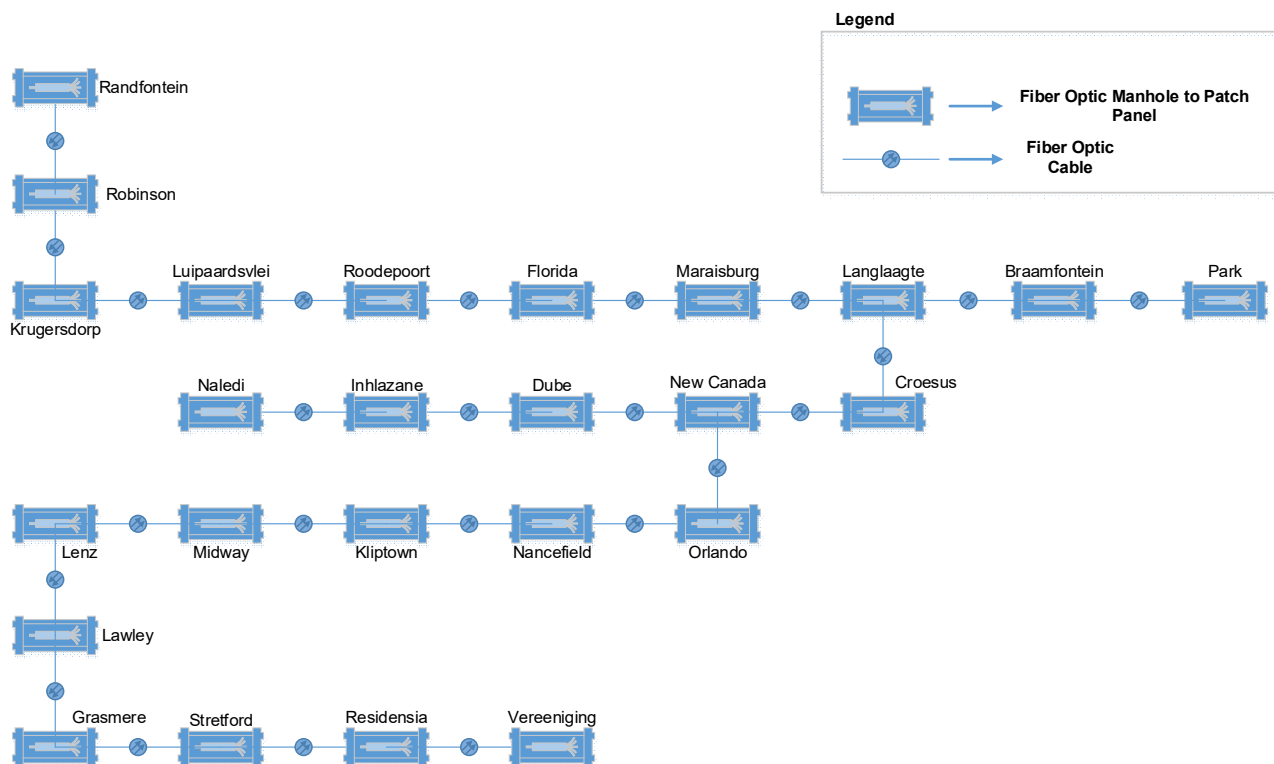 Legend
Fiber Optic Manhole to Patch
Panel
Fiber Optic
Cable
Randfontein
Robinson
Luipaardsvlei
Roodepoort
Florida
Maraisburg
Langlaagte
Braamfontein
Park
Krugersdorp
Naledi
Inhlazane
Dube
New Canada
Croesus
Lenz
Midway
Kliptown
Nancefield
Orlando
Lawley
Grasmere
Stretford
Residensia
Vereeniging